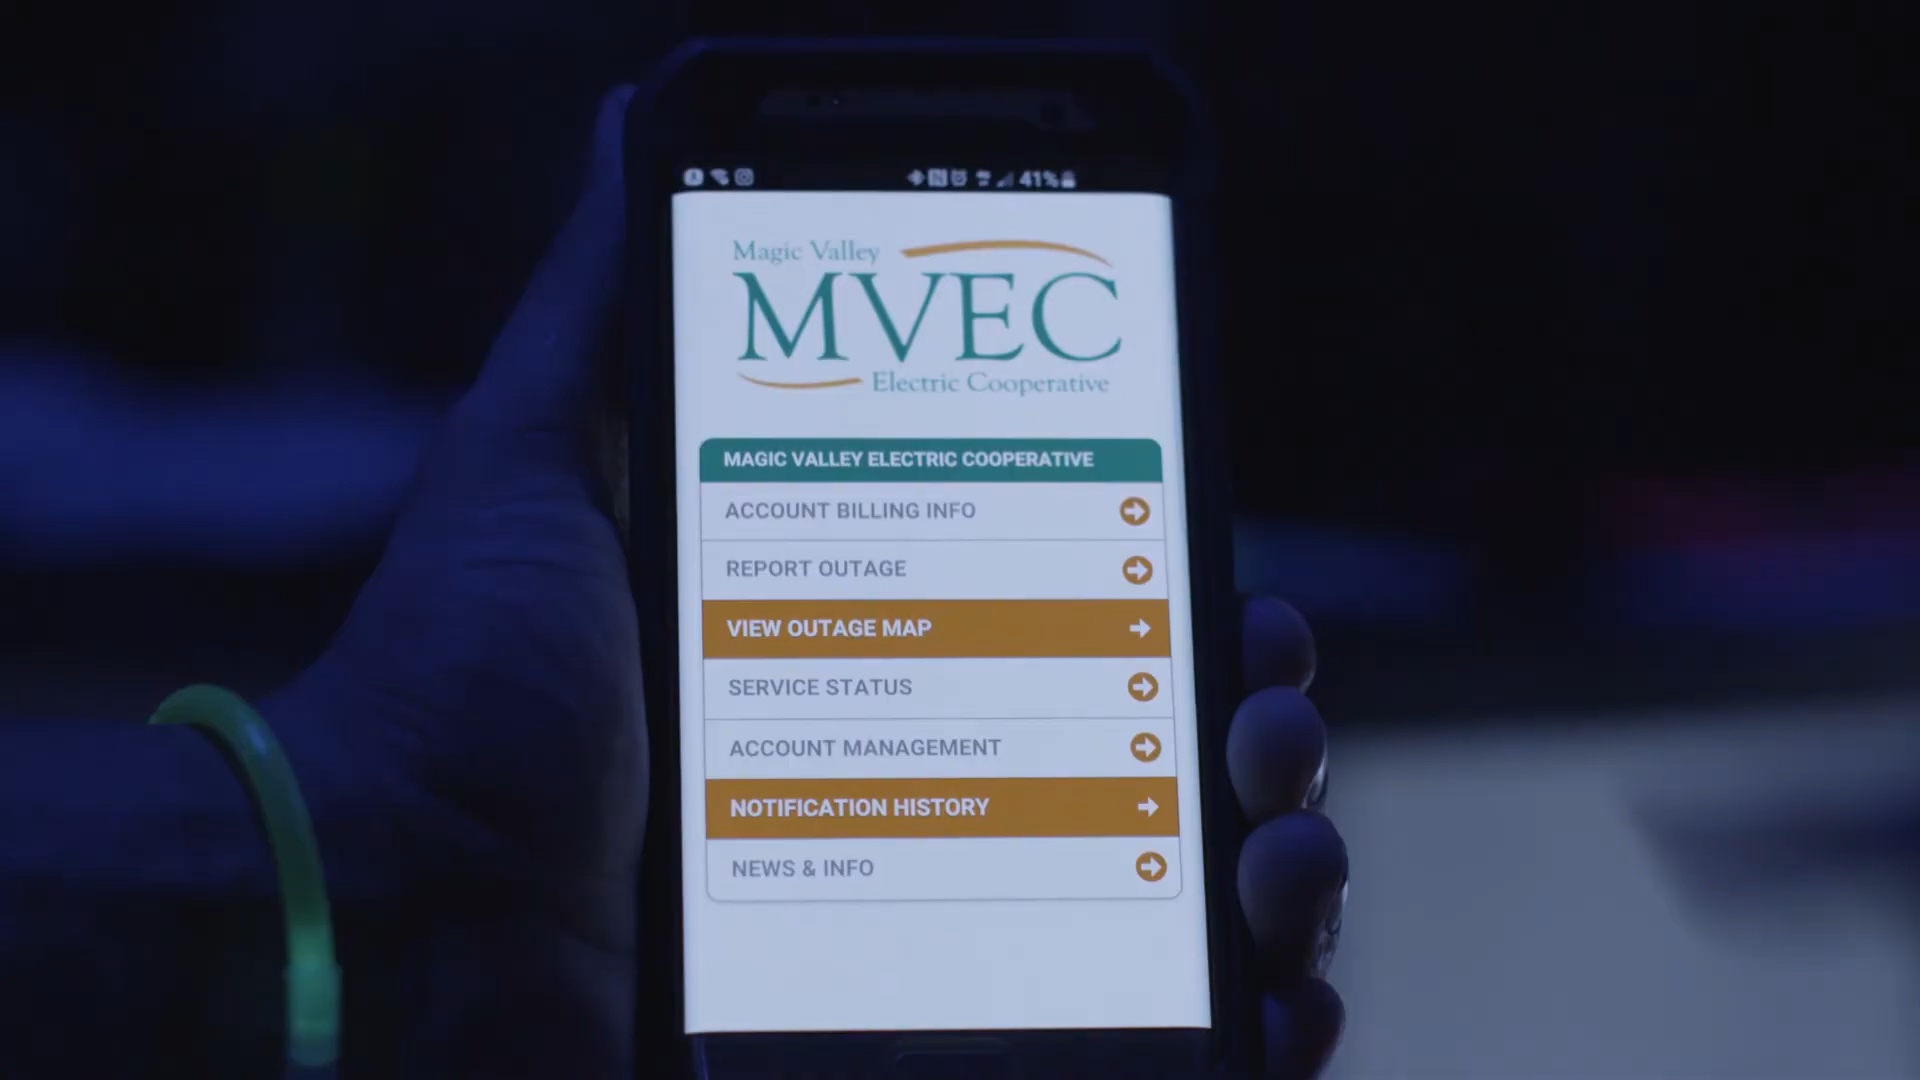 41%
Magic Valley
MVEC
Electric Cooperative
MAGIC VALLEY ELECTRIC COOPERATIVE
ACCOUNT BILLING INFO
REPORT OUTAGE
VIEW OUTAGE MAP
SERVICE STATUS
ACCOUNT MANAGEMENT
NOTIFICATION HISTORY
NEWS & INFO